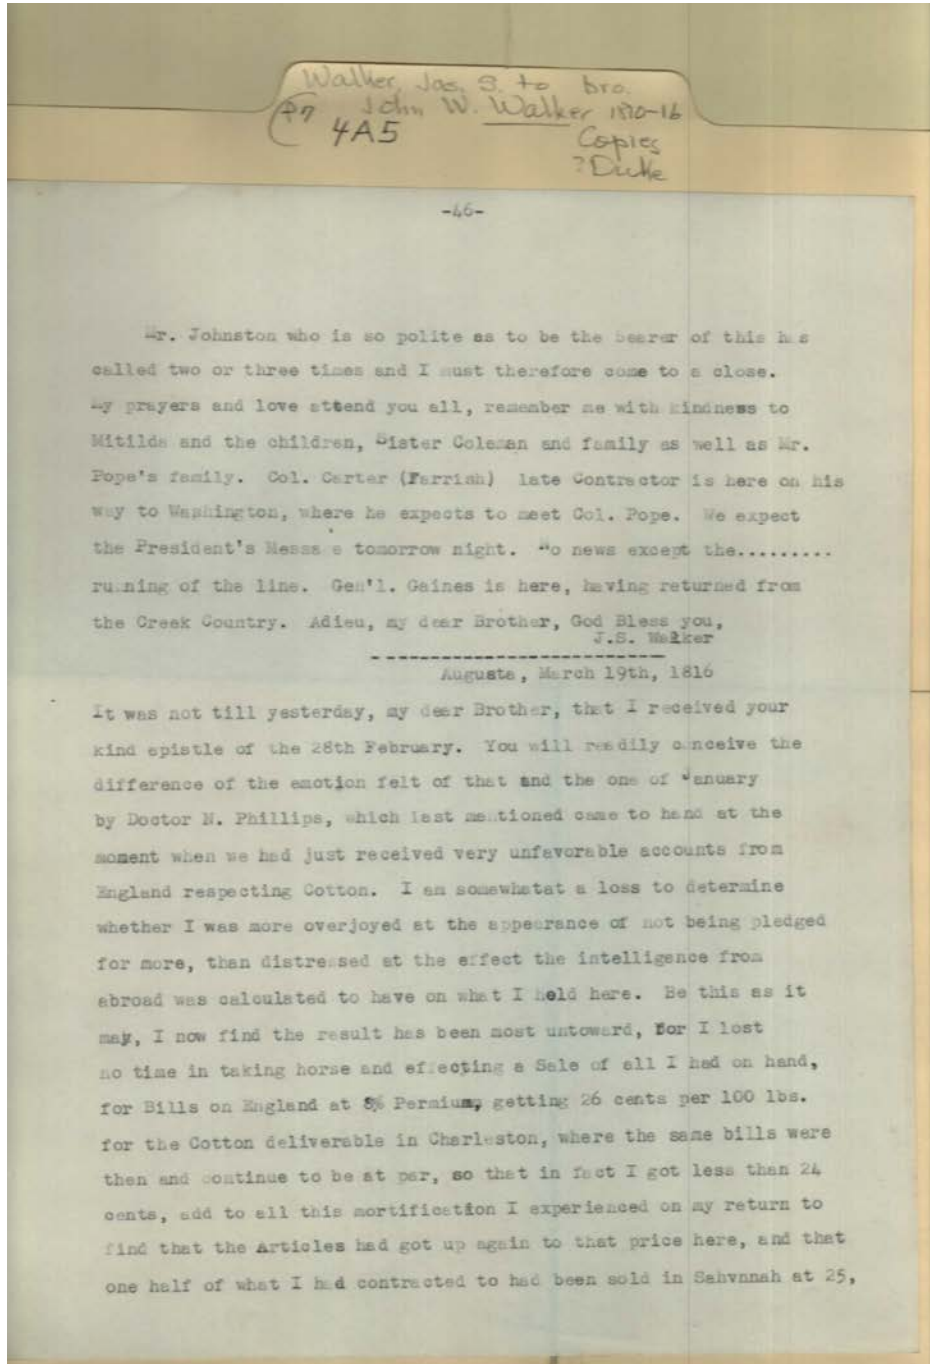 Walker, Jas. S. to bro.
John W. Walker 1810-16
P7
4A5
Copies
?Duke
-46-
Mr. Johnston who is so polite as to be the bearer of this has
called two or three times and I must therefore come to a close.
My prayers and love attend you all, remember me with kindness to
Mitilda and the children, Sister Coleman and family as well as Mr.
Pope's family. Col. Carter (Farrish) late Contractor is here on his
way to Washington, where he expects to meet Col. Pope. We expect
the President's Messa e tomorrow night. No news except the.........
running of the line. Gen'l. Gaines is here, having returned from
the Creek Country. Adieu, my dear Brother, God Bless you,
J.S. Walker
Augusta, March 19th, 1816
It was not till yesterday, my dear Brother, that I received your
kind epistle of the 28th February. You will readily conceive the
difference of the emotion felt of that and the one of January
by Doctor N. Phillips, which last mentioned came to hand at the
moment when we had just received very unfavorable accounts from
England respecting Cotton. I am somewhatat a loss to determine
whether I was more overjoyed at the appearance of not being pledged
for more, than distressed at the effect the intelligence from
abroad was calculated to have on what I held here. Be this as it
may, I now find the result has been most untoward, for I lost
no time in taking horse and effecting a Sale of all I had on hand,
for Bills on England at 8% Permium, getting 26 cents per 100 lbs.
for the Cotton deliverable in Charleston, where the same bills were
then and continue to be at par, so that in fact I got less than 24
cents, add to all this mortification I experienced on my return to
find that the Articles had got up again to that price here, and that
one half of what I had contracted to had been sold in Sahvnnah at 25,